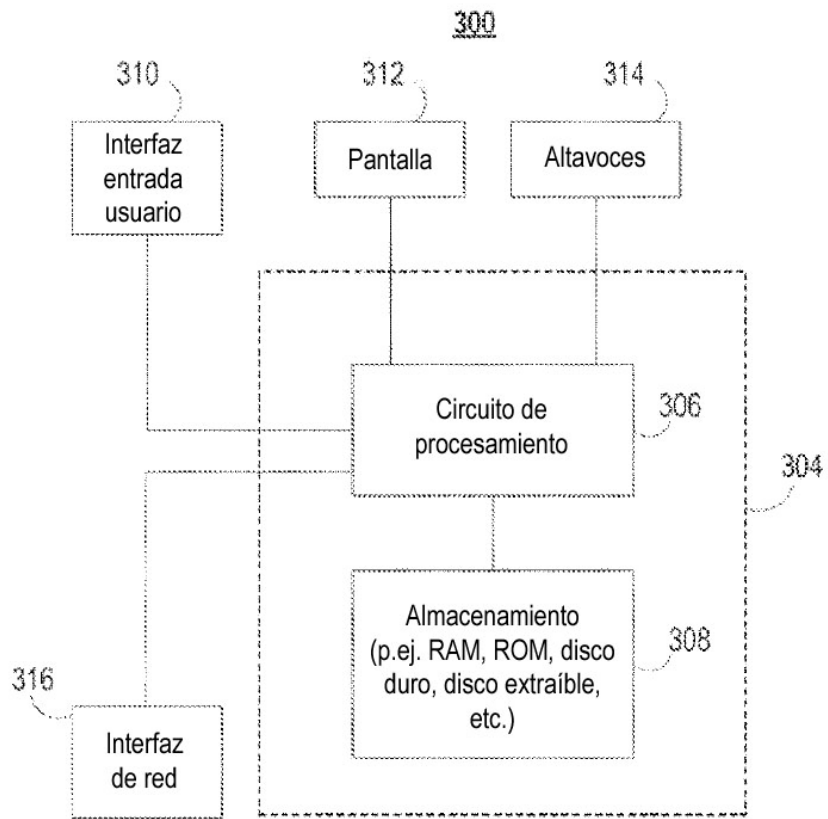 300
310
312
314
Interfaz
entrada
usuario
Pantalla
Altavoces
Circuito de
procesamiento
306
304
Almacenamiento
(p.ej. RAM, ROM, disco
duro, disco extraíble,
etc.)
308
316
Interfaz
de red